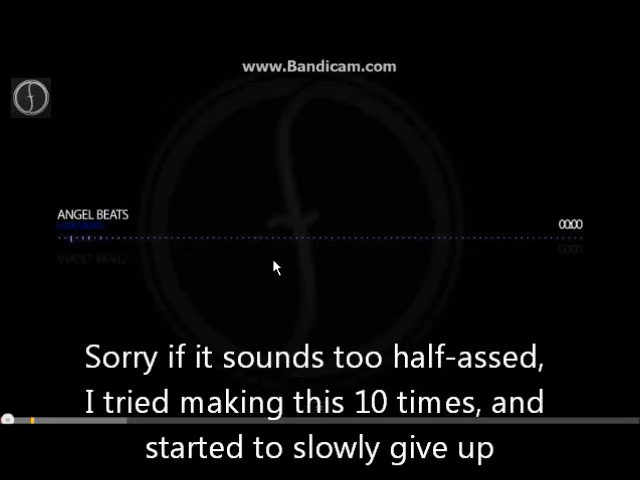 www.Bandicam.com
ANGEL BEATS
00:00
Sorry if it sounds too half-assed,
I tried making this 10 times, and
started to slowly give up